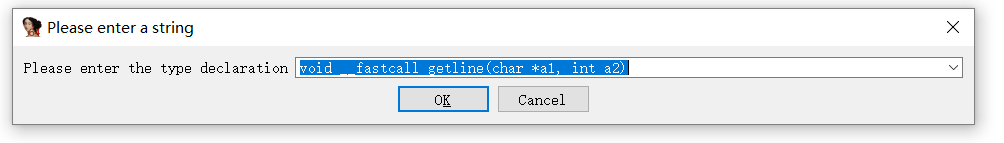 Please enter a string
Please enter the type declaration void __fastcall getline(char *a1, int a2)
OK Cancel